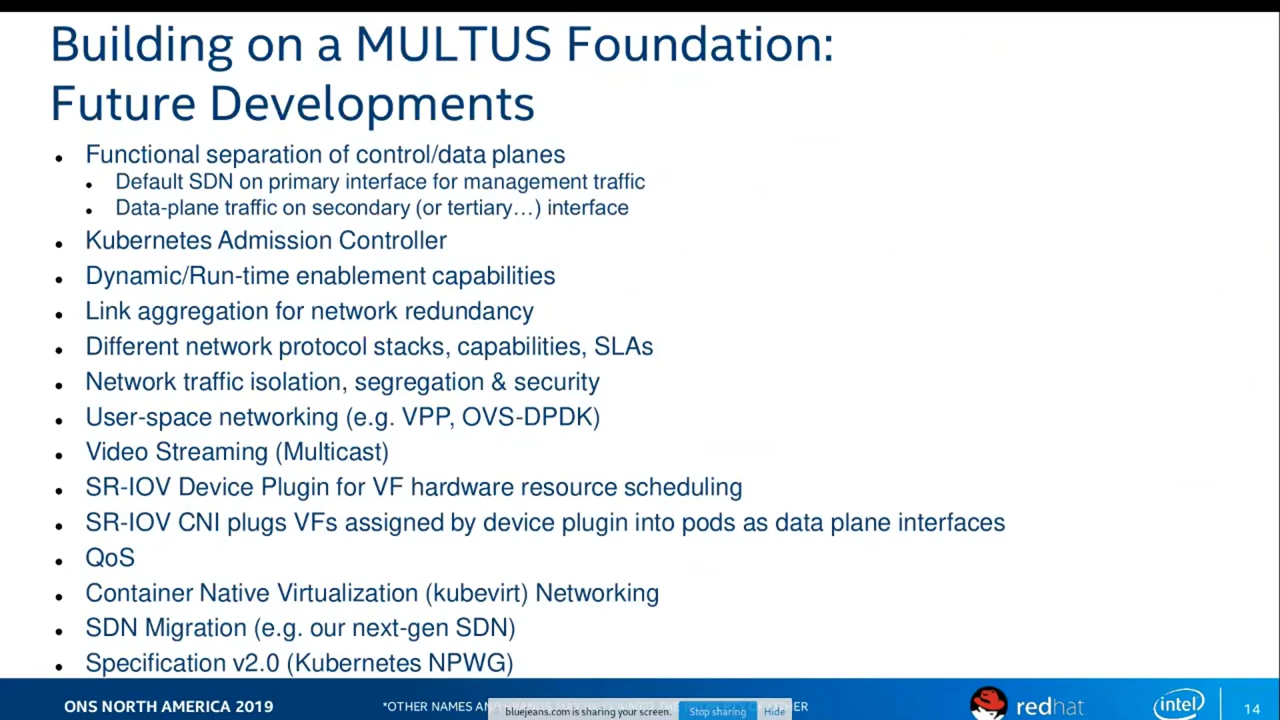 Building on a MULTUS Foundation:
Future Developments
• Functional separation of control/data planes
• Default SDN on primary interface for management traffic
• Data-plane traffic on secondary (or tertiary…) interface
• Kubernetes Admission Controller
• Dynamic/Run-time enablement capabilities
• Link aggregation for network redundancy
• Different network protocol stacks, capabilities, SLAs
• Network traffic isolation, segregation & security
• User-space networking (e.g. VPP, OVS-DPDK)
• Video Streaming (Multicast)
• SR-IOV Device Plugin for VF hardware resource scheduling
• SR-IOV CNI plugs VFs assigned by device plugin into pods as data plane interfaces
• QoS
• Container Native Virtualization (kubevirt) Networking
• SDN Migration (e.g. our next-gen SDN)
• Specification v2.0 (Kubernetes NPWG)
ONS NORTH AMERICA 2019
*OTHER NAMES
bluejeans.com is sharing your screen. Stop sharing Hide
redhat
intel
14